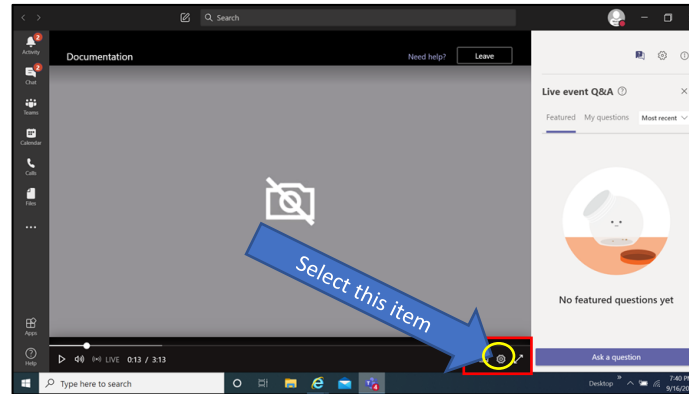 Search
Activity
2
Documentation
Need help?
Leave
Chat
2
Teams
Calendar
Calls
Files
Apps
Help
Live event Q&A
Featured
My questions
Most recent
No featured questions yet
Ask a question
Select this item
LIVE 0:13 / 3:13
Type here to search
Desktop
7:40